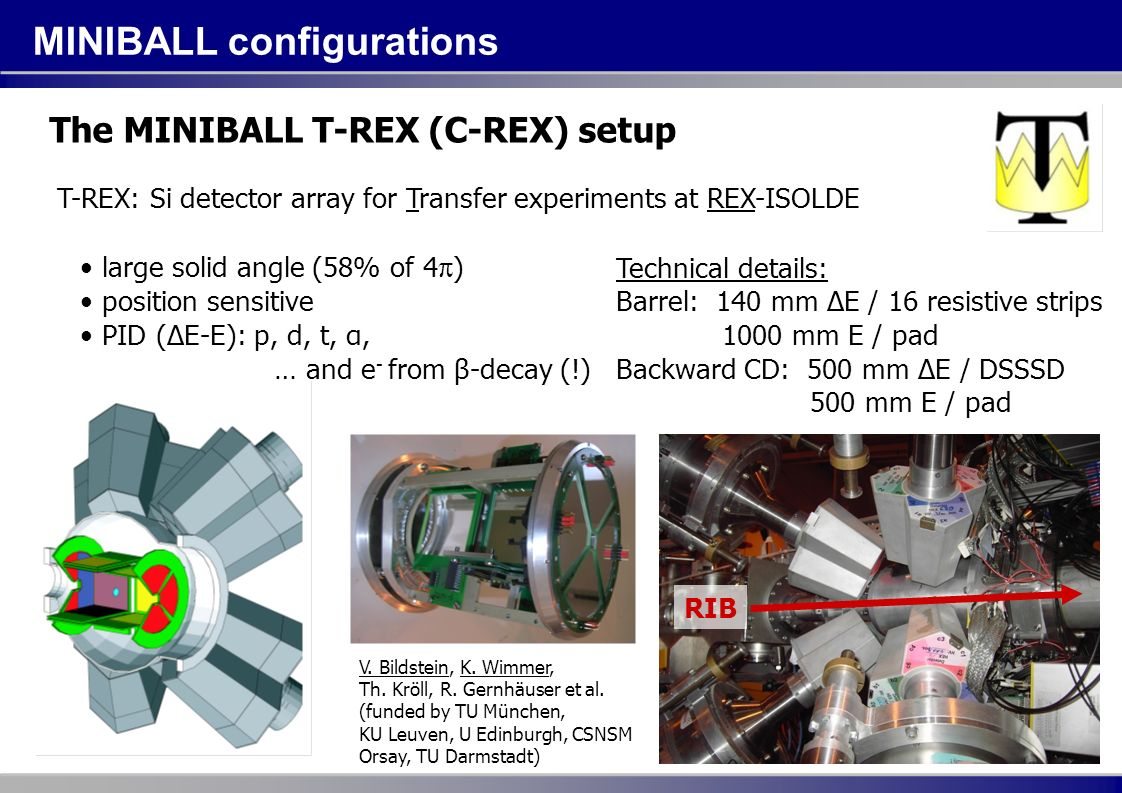 MINIBALL configurations
The MINIBALL T-REX (C-REX) setup
T-REX: Si detector array for Transfer experiments at REX-ISOLDE
• large solid angle (58% of 4π)
• position sensitive
• PID (ΔE-E): p, d, t, α,
... and e- from β-decay (!)
Technical details:
Barrel: 140 mm ΔE / 16 resistive strips
1000 mm E / pad
Backward CD: 500 mm ΔE / DSSSD
500 mm E / pad
RIB
V. Bildstein, K. Wimmer,
Th. Kröll, R. Gernhäuser et al.
(funded by TU München,
KU Leuven, U Edinburgh, CSNSM
Orsay, TU Darmstadt)